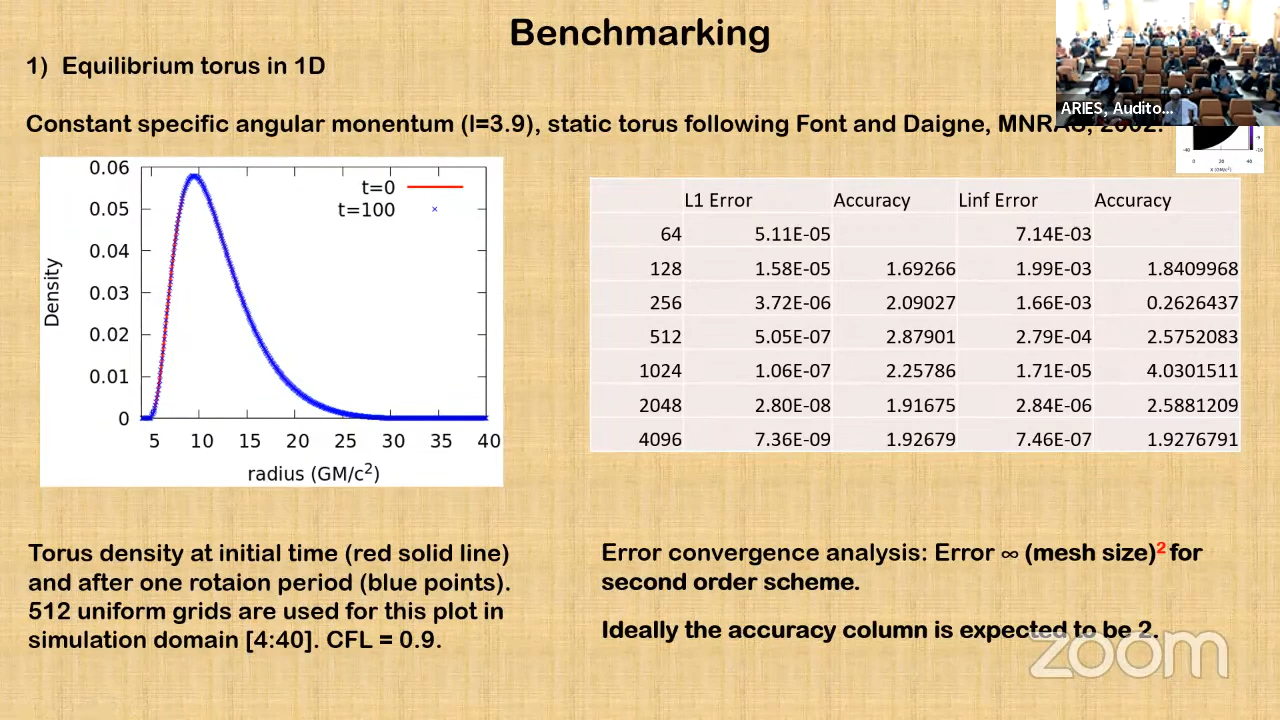 Benchmarking
1) Equilibrium torus in 1D
ARIES, Audito...
Constant specific angular momentum (l=3.9), static torus following Font and Daigne, MNRAS, 2002.
-40
0
20
40
X (GM/c²)
-10
0.06
0.05
0.04
0.03
0.02
0.01
0
t=0
t=100
Density
5 10 15 20 25 30 35 40
radius (GM/c²)
L1 Error Accuracy Linf Error Accuracy
64 5.11E-05 7.14E-03
128 1.58E-05 1.69266 1.99E-03 1.8409968
256 3.72E-06 2.09027 1.66E-03 0.2626437
512 5.05E-07 2.87901 2.79E-04 2.5752083
1024 1.06E-07 2.25786 1.71E-05 4.0301511
2048 2.80E-08 1.91675 2.84E-06 2.5881209
4096 7.36E-09 1.92679 7.46E-07 1.9276791
Torus density at initial time (red solid line)
and after one rotaion period (blue points).
512 uniform grids are used for this plot in
simulation domain [4:40]. CFL = 0.9.
Error convergence analysis: Error ∞ (mesh size)² for
second order scheme.
Ideally the accuracy column is expected to be 2.
zoom